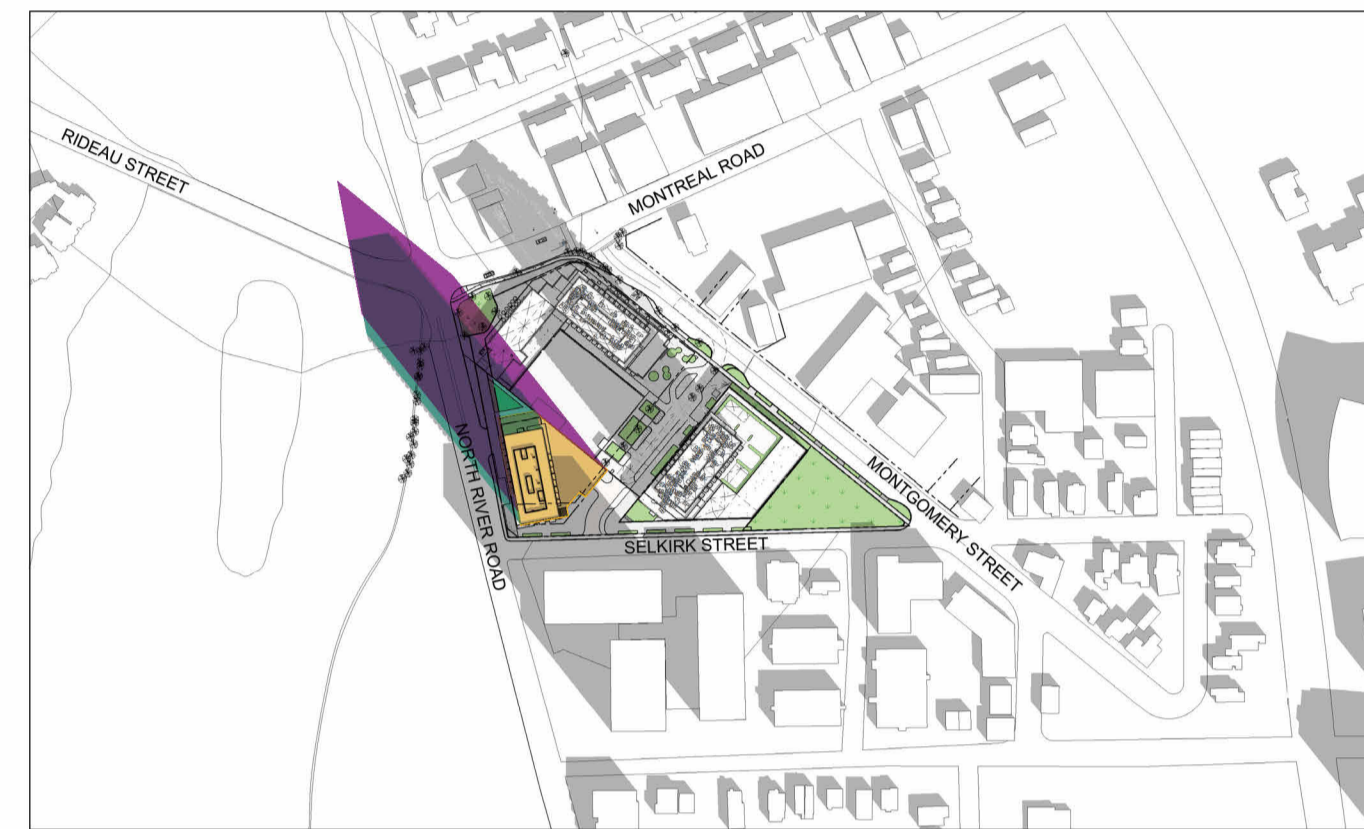 RIDEAU STREET
MONTREAL ROAD
NORTH RIVER ROAD
MONTGOMERY STREET
SELKIRK STREET